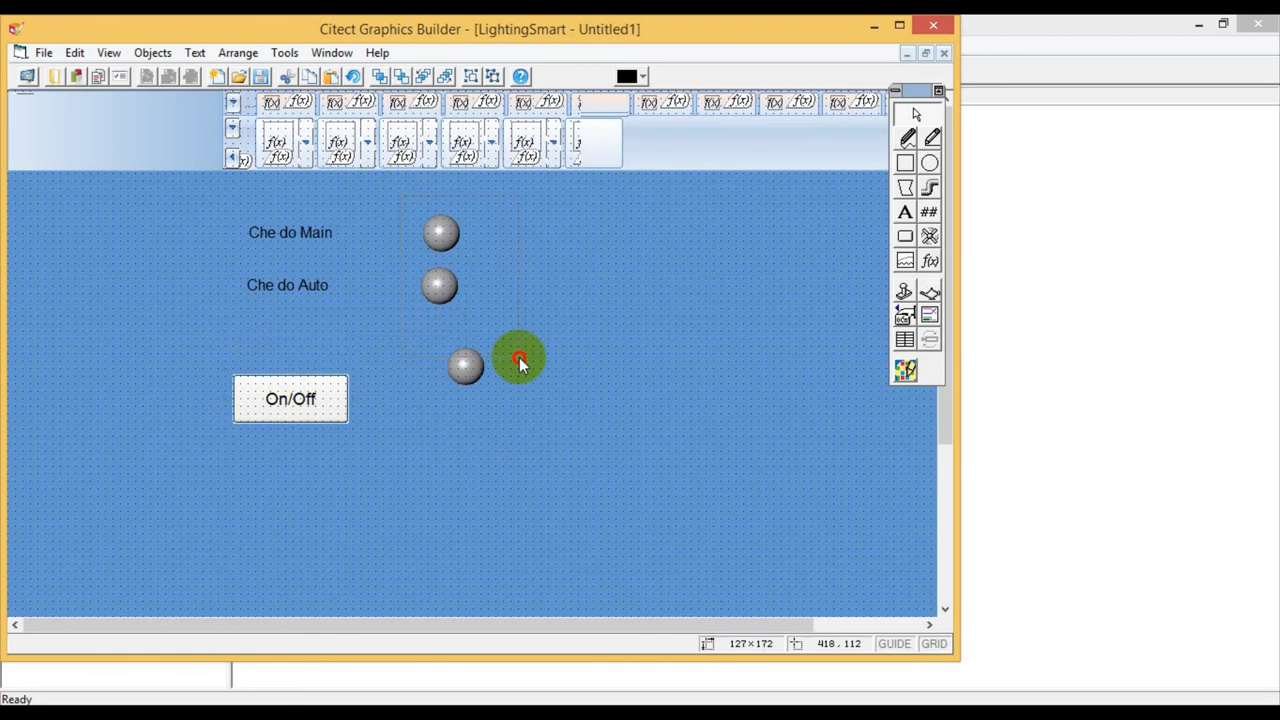 Citect Graphics Builder - [LightingSmart - Untitled1]
File Edit View Objects Text Arrange Tools Window Help
f(x) f(x) f(x) f(x) f(x) f(x) f(x) f(x) f(x)
f(x) f(x) f(x) f(x) f(x)
f(x) f(x) f(x) f(x) f(x)
A ##
f(x)
Che do Main
Che do Auto
On/Off
127×172 418 , 112 GUIDE GRID
Ready